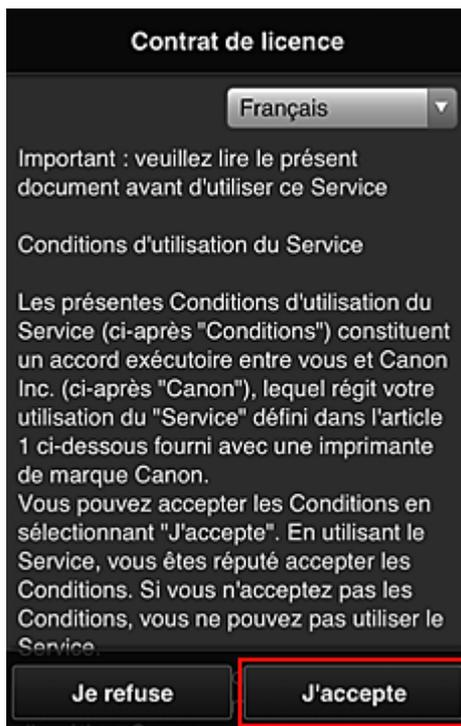 Contrat de licence
Français
Important : veuillez lire le présent
document avant d'utiliser ce Service
Conditions d'utilisation du Service
Les présentes Conditions d'utilisation du
Service (ci-après "Conditions") constituent
un accord exécutoire entre vous et Canon
Inc. (ci-après "Canon"), lequel régit votre
utilisation du "Service" défini dans l'article
1 ci-dessous fourni avec une imprimante
de marque Canon.
Vous pouvez accepter les Conditions en
sélectionnant "J'accepte". En utilisant le
Service, vous êtes réputé accepter les
Conditions. Si vous n'acceptez pas les
Conditions, vous ne pouvez pas utiliser le
Service.
Je refuse
J'accepte